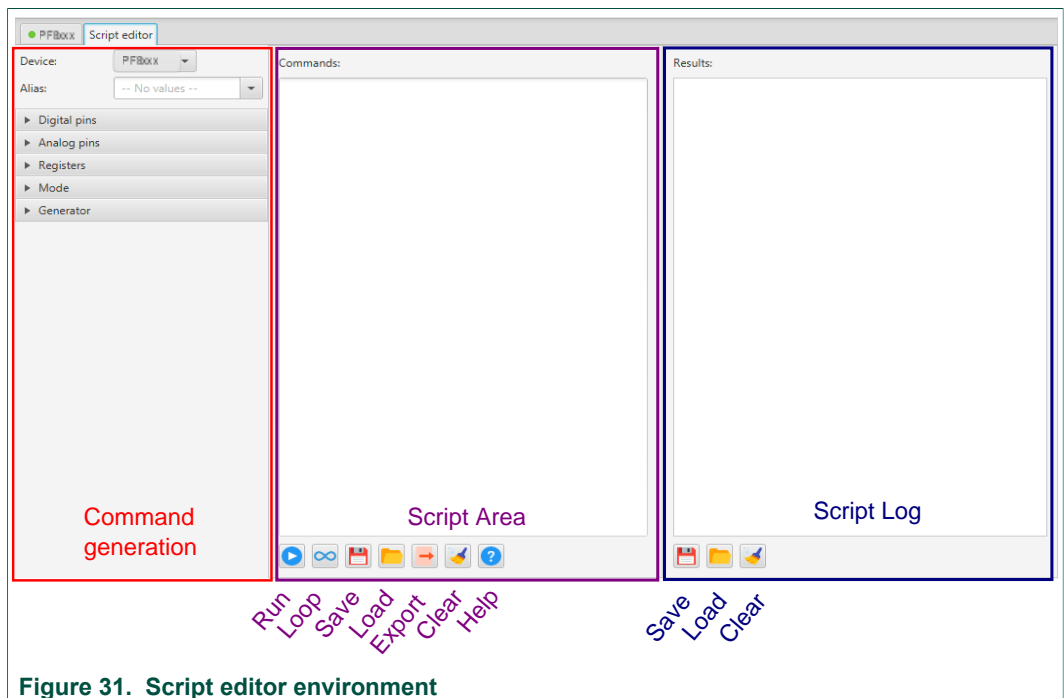 PF8xxx Script editor
Device: PF8xxx
Alias: -- No values --
Digital pins
Analog pins
Registers
Mode
Generator
Command
generation
Commands:
Script Area
Run
Loop
Save
Load
Export
Clear
Help
Results:
Script Log
Save
Load
Clear
Figure 31. Script editor environment